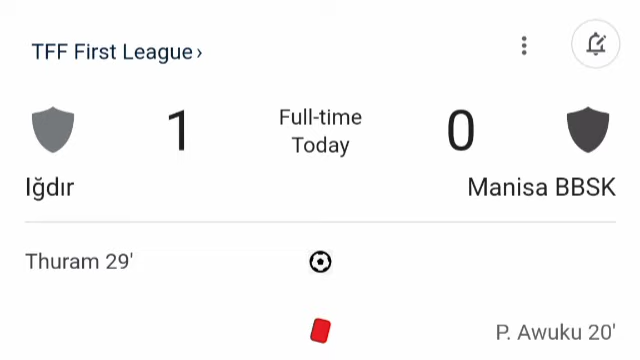 TFF First League ›
1 Full-time 0
Today
Iğdır Manisa BBSK
Thuram 29'
P. Awuku 20'